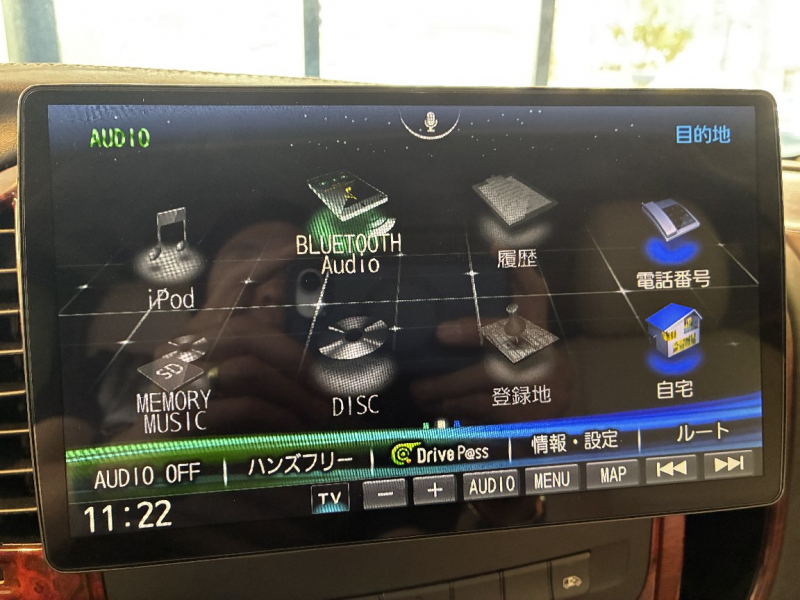 AUDIO
目的地
iPod
BLUETOOTH
Audio
履歴
電話番号
SD
MEMORY
MUSIC
DISC
登録地
自宅
AUDIO OFF
ハンズフリー
DriveP@ss
情報・設定
ルート
11:22
TV
− + AUDIO MENU MAP